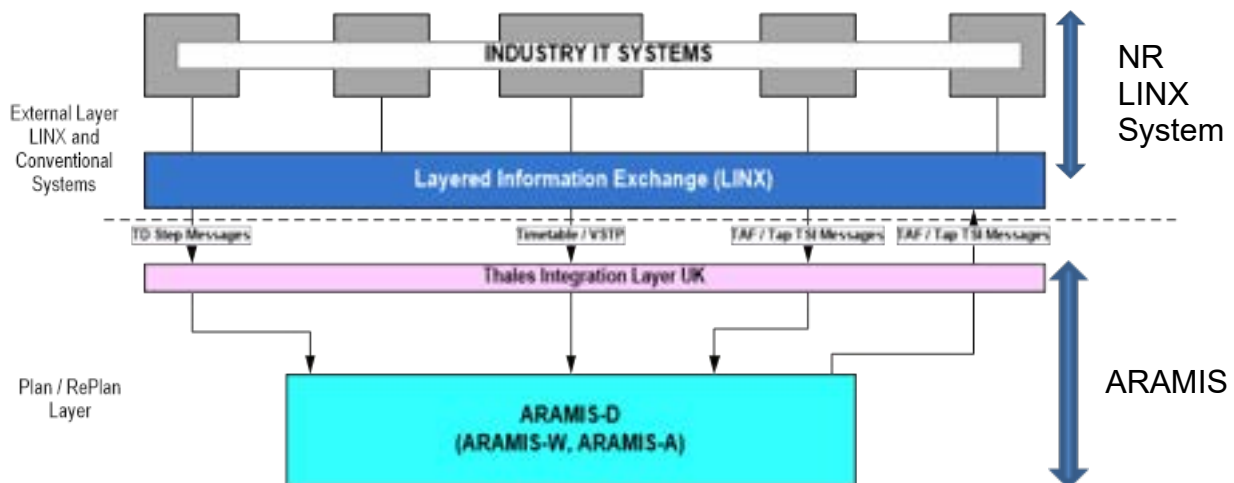 INDUSTRY IT SYSTEMS
NR
LINX
System
External Layer
LINX and
Conventional
Systems
Layered Information Exchange (LINX)
TD Step Messages
Timetable / VSTP
TAF / Tap TSI Messages
TAF / Tap TSI Messages
Thales Integration Layer UK
Plan / RePlan
Layer
ARAMIS-D
(ARAMIS-W, ARAMIS-A)
ARAMIS